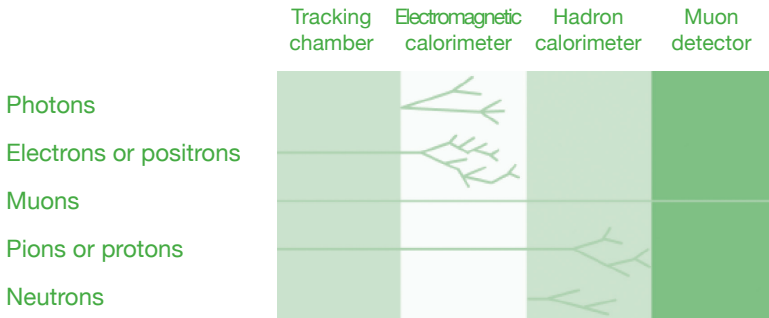 Tracking chamber
Electromagnetic calorimeter
Hadron calorimeter
Muon detector
Photons
Electrons or positrons
Muons
Pions or protons
Neutrons